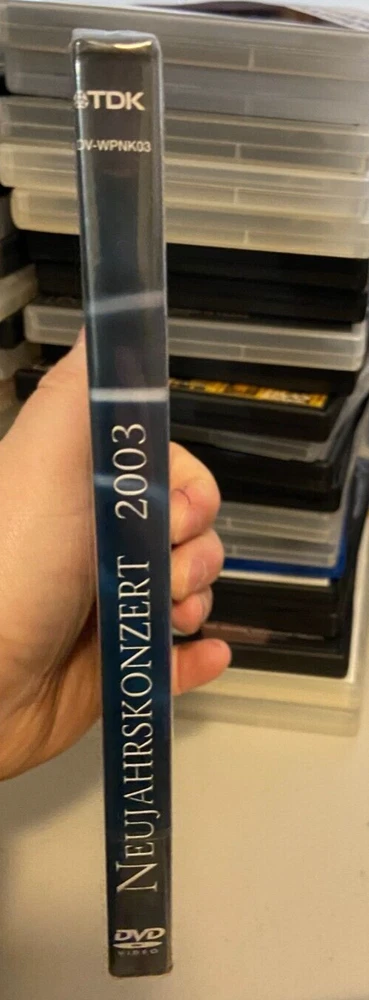 TDK
DV-WPNK03
NEUJAHRSKONZERT 2003
DVD
VIDEO